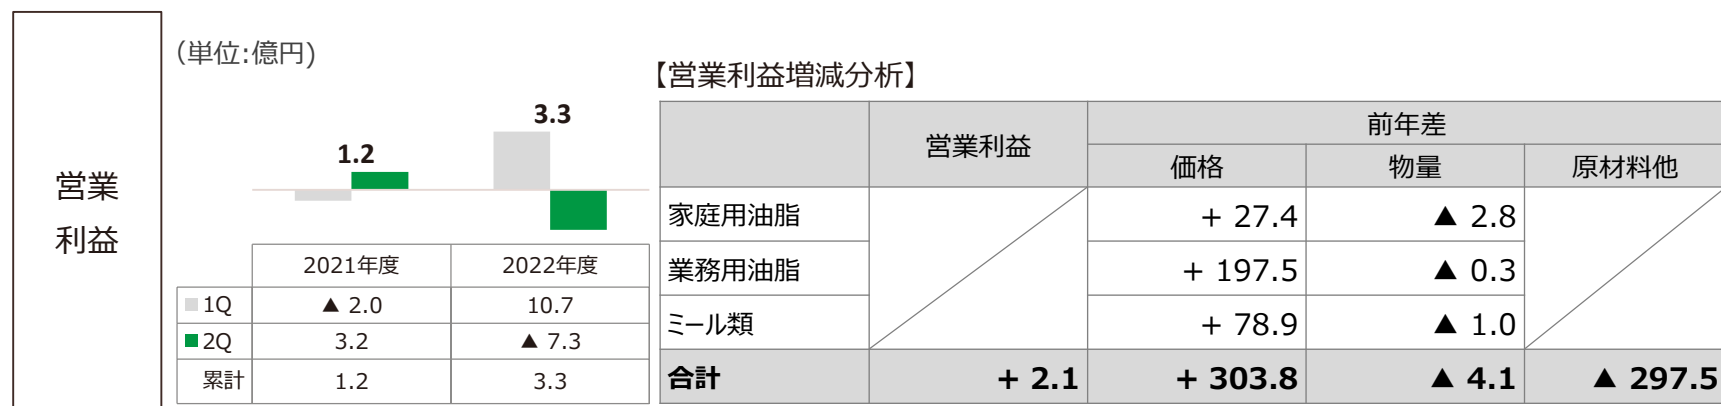 営業
利益
(単位:億円)
3.3
1.2
2021年度 2022年度
1Q ▲ 2.0 10.7
2Q 3.2 ▲ 7.3
累計 1.2 3.3
【営業利益増減分析】
営業利益 前年差
価格 物量 原材料他
家庭用油脂 + 27.4 ▲ 2.8
業務用油脂 + 197.5 ▲ 0.3
ミール類 + 78.9 ▲ 1.0
合計 + 2.1 + 303.8 ▲ 4.1 ▲ 297.5